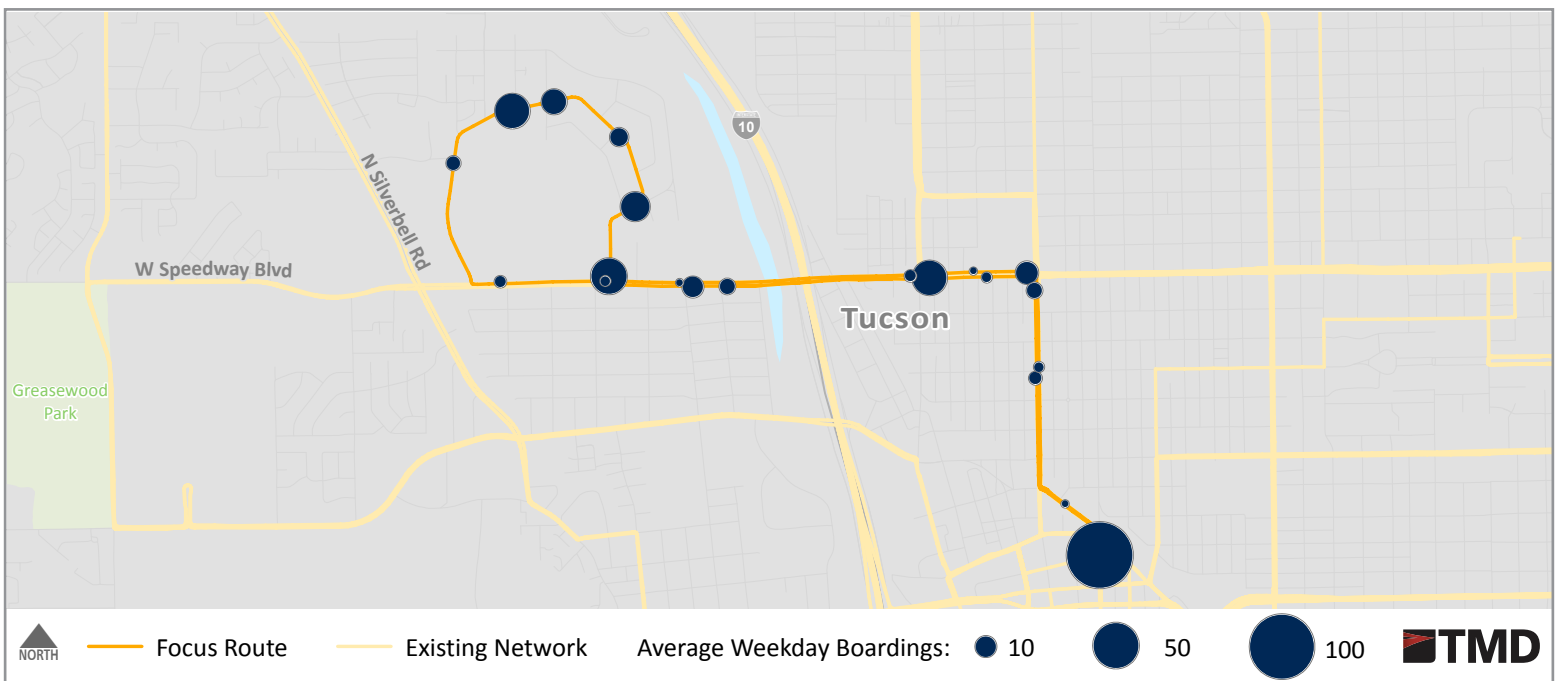 10
N Silverbell Rd
W Speedway Blvd
Tucson
Greasewood
Park
NORTH
Focus Route
Existing Network
Average Weekday Boardings:
10
50
100
TMD